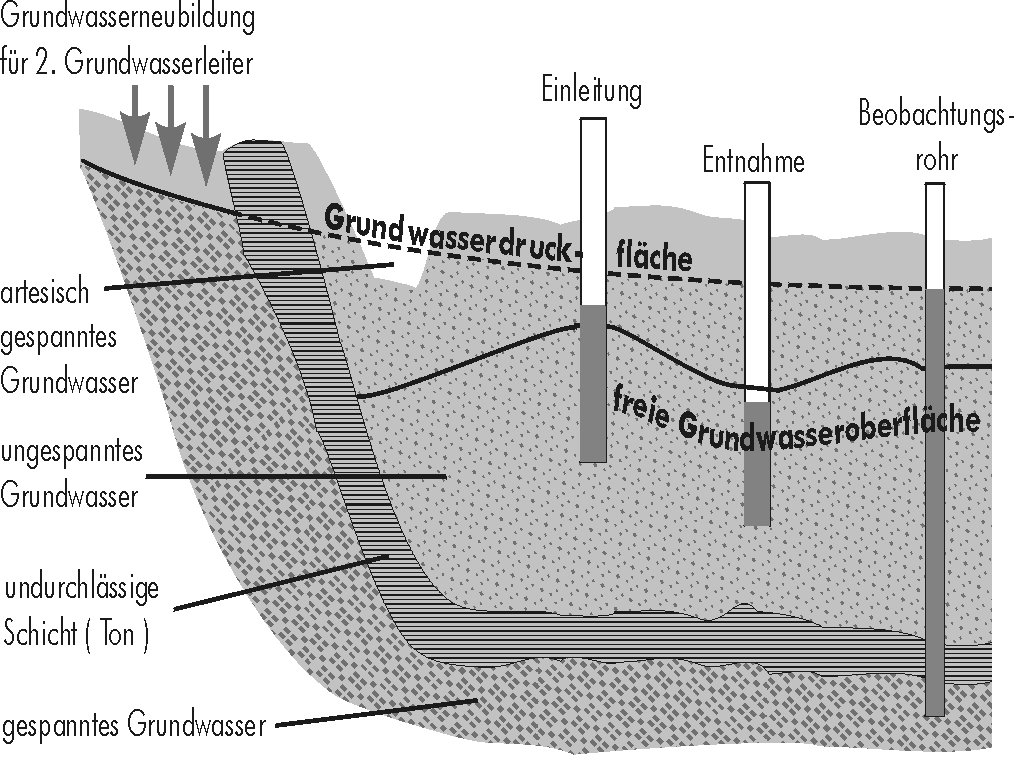 Grundwasserneubildung
für 2. Grundwasserleiter
Einleitung
Beobachtungs-
rohr
Entnahme
Grundwasserdruck- fläche
artesisch
gespanntes
Grundwasser
freie Grundwasseroberfläche
ungespanntes
Grundwasser
undurchlässige
Schicht ( Ton )
gespanntes Grundwasser